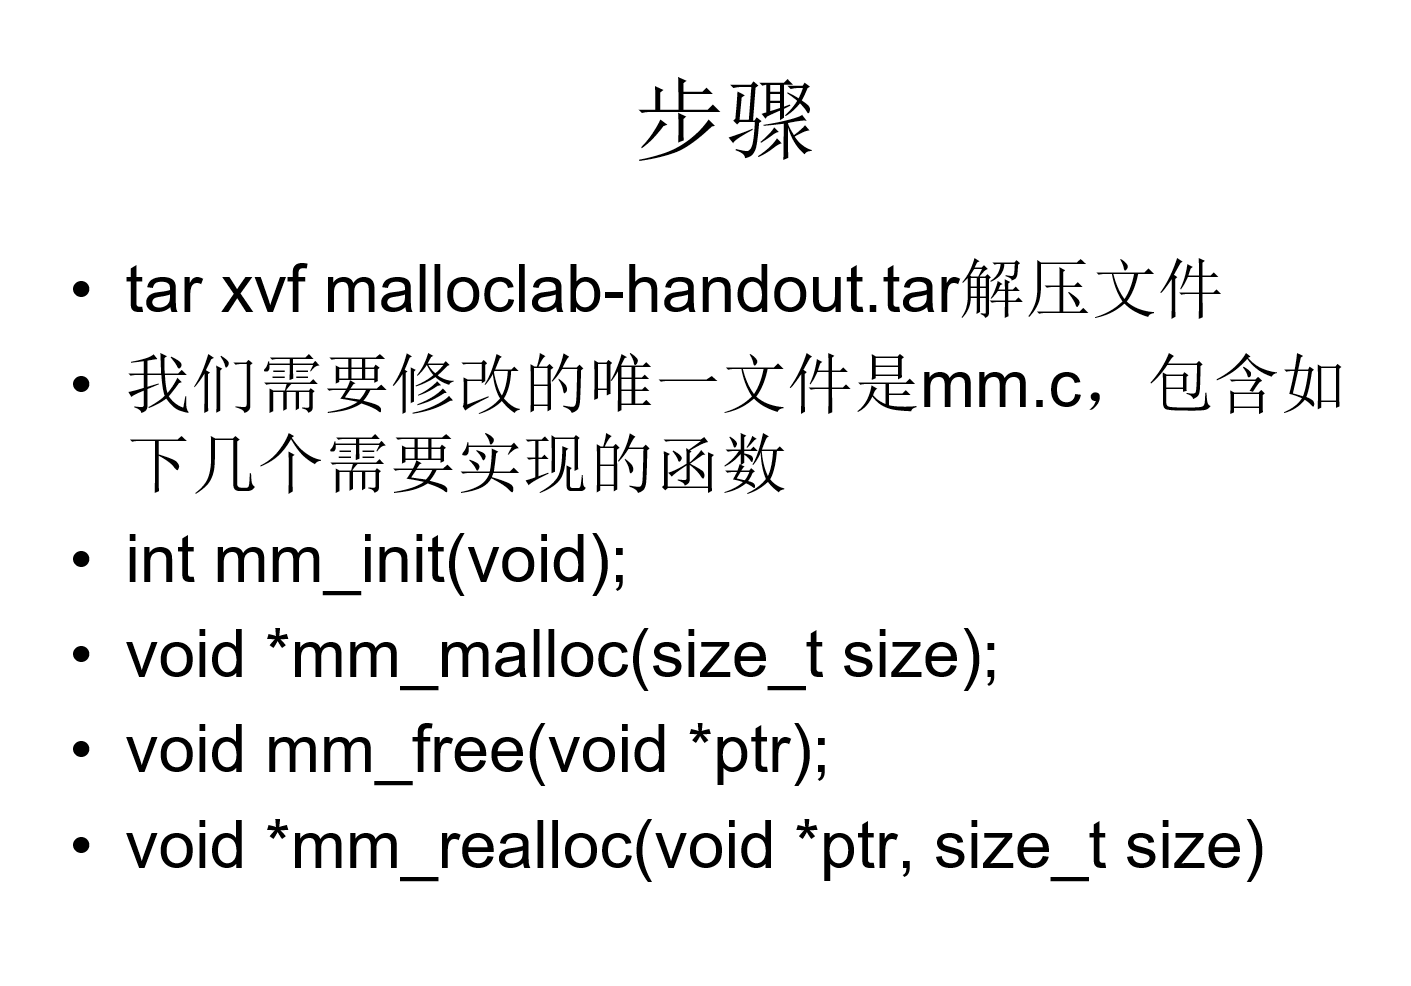 步骤
• tar xvf malloclab-handout.tar解压文件
• 我们需要修改的唯一文件是mm.c，包含如
下几个需要实现的函数
• int mm_init(void);
• void *mm_malloc(size_t size);
• void mm_free(void *ptr);
• void *mm_realloc(void *ptr, size_t size)